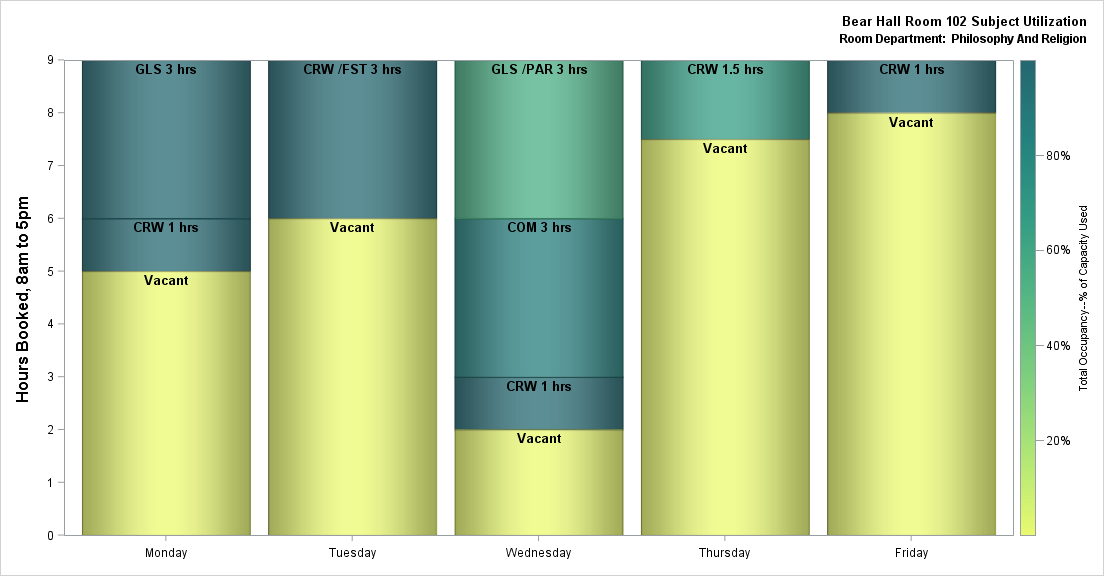 Bear Hall Room 102 Subject Utilization
Room Department: Philosophy And Religion
Hours Booked, 8am to 5pm
9
8
7
6
5
4
3
2
1
0
GLS 3 hrs
CRW 1 hrs
Vacant
CRW /FST 3 hrs
Vacant
GLS /PAR 3 hrs
COM 3 hrs
CRW 1 hrs
Vacant
CRW 1.5 hrs
Vacant
CRW 1 hrs
Vacant
Monday
Tuesday
Wednesday
Thursday
Friday
80%
60%
40%
20%
Total Occupancy--% of Capacity Used